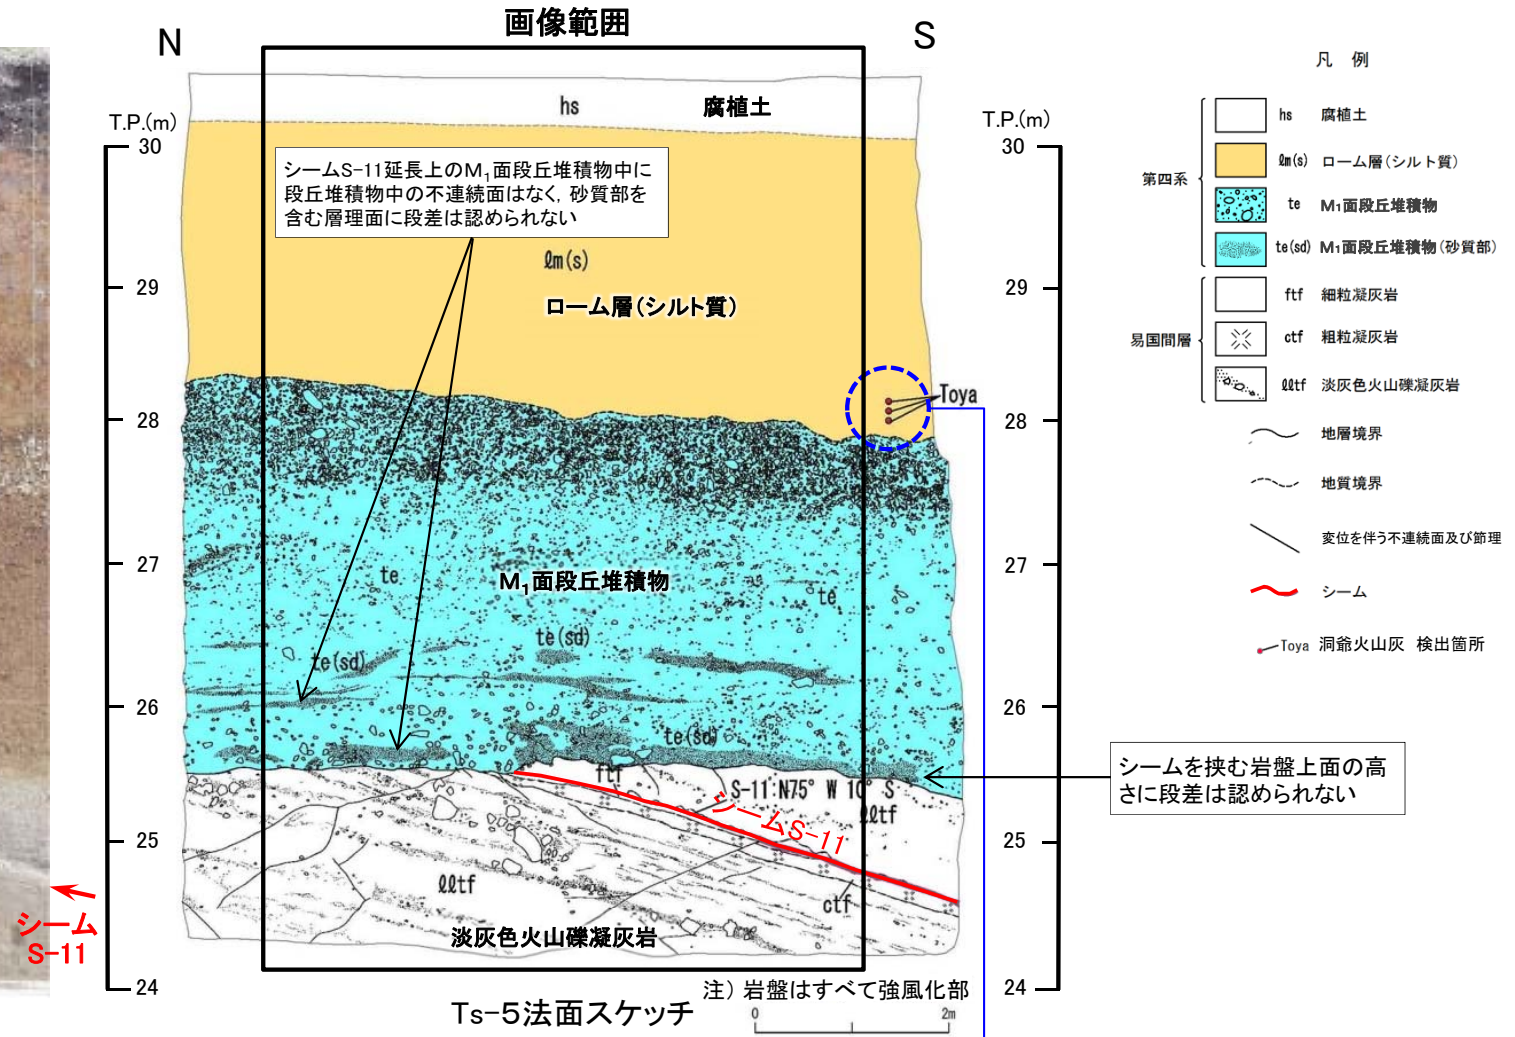 画像範囲
N
S
hs 腐植土
T.P.(m)
30
29
28
27
26
25
24
シームS-11延長上のM1面段丘堆積物中に
段丘堆積物中の不連続面はなく, 砂質部を
含む層理面に段差は認められない
ℓm(s)
ローム層(シルト質)
Toya
te
M1面段丘堆積物
te
te(sd)
te(sd)
te(sd)
ftf
S-11:N75° W 10° S
ℓℓtf
シームS-11
ℓℓtf
ctf
淡灰色火山礫凝灰岩
シーム
S-11
注) 岩盤はすべて強風化部
Ts-5法面スケッチ
0 2m
T.P.(m)
30
29
28
27
26
25
24
シームを挟む岩盤上面の高
さに段差は認められない
凡 例
第四系
hs 腐植土
ℓm(s) ローム層(シルト質)
te M1面段丘堆積物
te(sd) M1面段丘堆積物(砂質部)
易国間層
ftf 細粒凝灰岩
ctf 粗粒凝灰岩
ℓℓtf 淡灰色火山礫凝灰岩
地層境界
地質境界
変位を伴う不連続面及び節理
シーム
Toya 洞爺火山灰 検出箇所